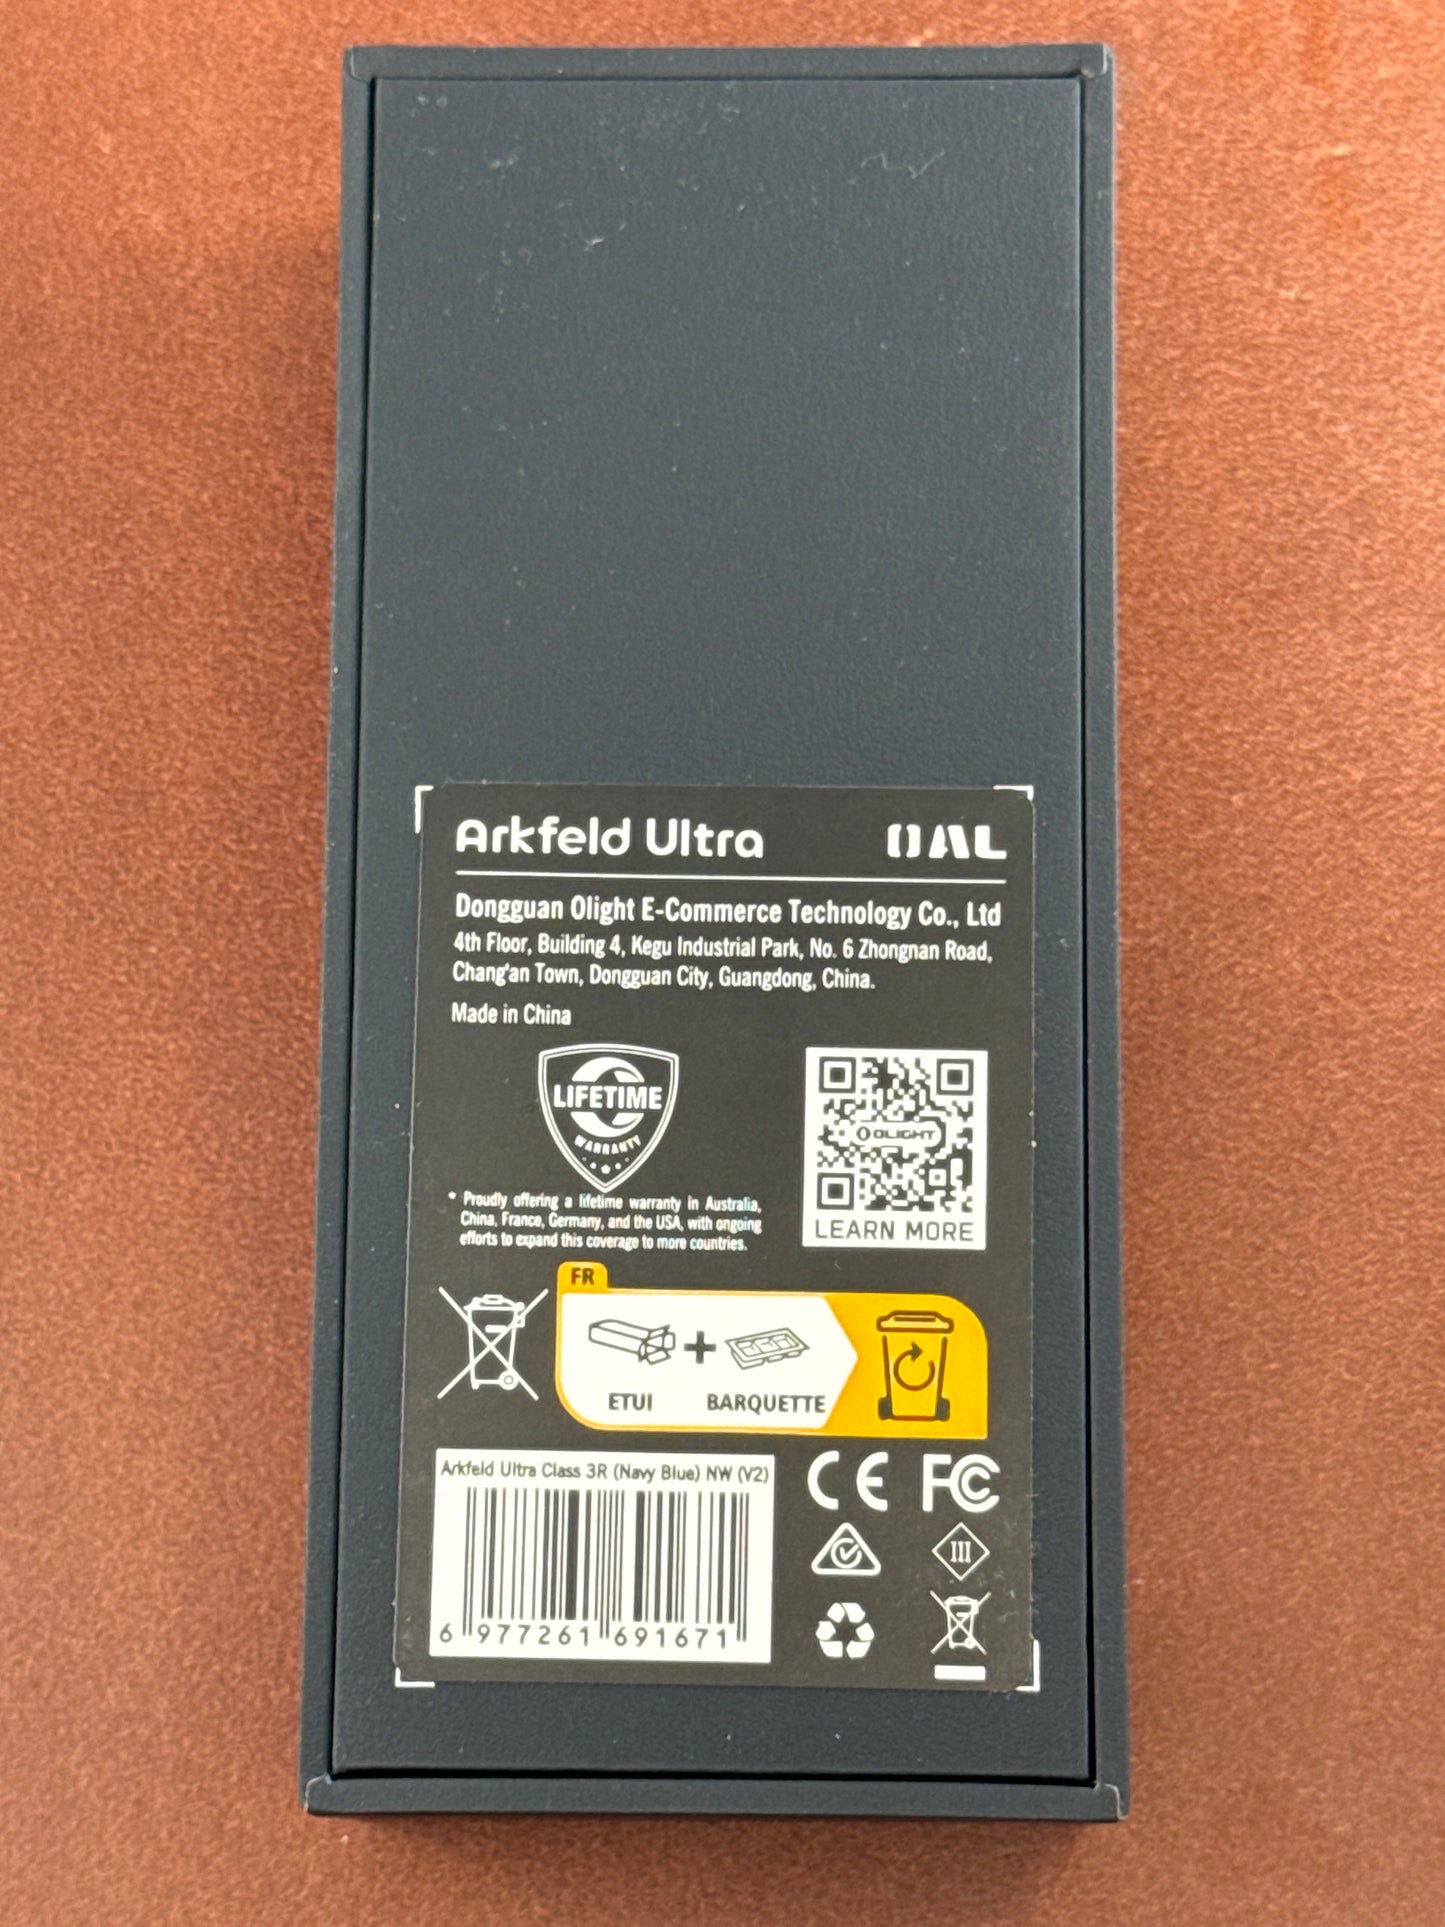 Arkfeld Ultra OAL
Dongguan Olight E-Commerce Technology Co., Ltd
4th Floor, Building 4, Kegu Industrial Park, No. 6 Zhongnan Road,
Chang'an Town, Dongguan City, Guangdong, China.
Made in China
LIFETIME
WARRANTY
* Proudly offering a lifetime warranty in Australia,
China, France, Germany, and the USA, with ongoing
efforts to expand this coverage to more countries.
OLIGHT
LEARN MORE
FR
ETUI + BARQUETTE
Arkfeld Ultra Class 3R (Navy Blue) NW (V2)
6 977261 691671
CE FC
III